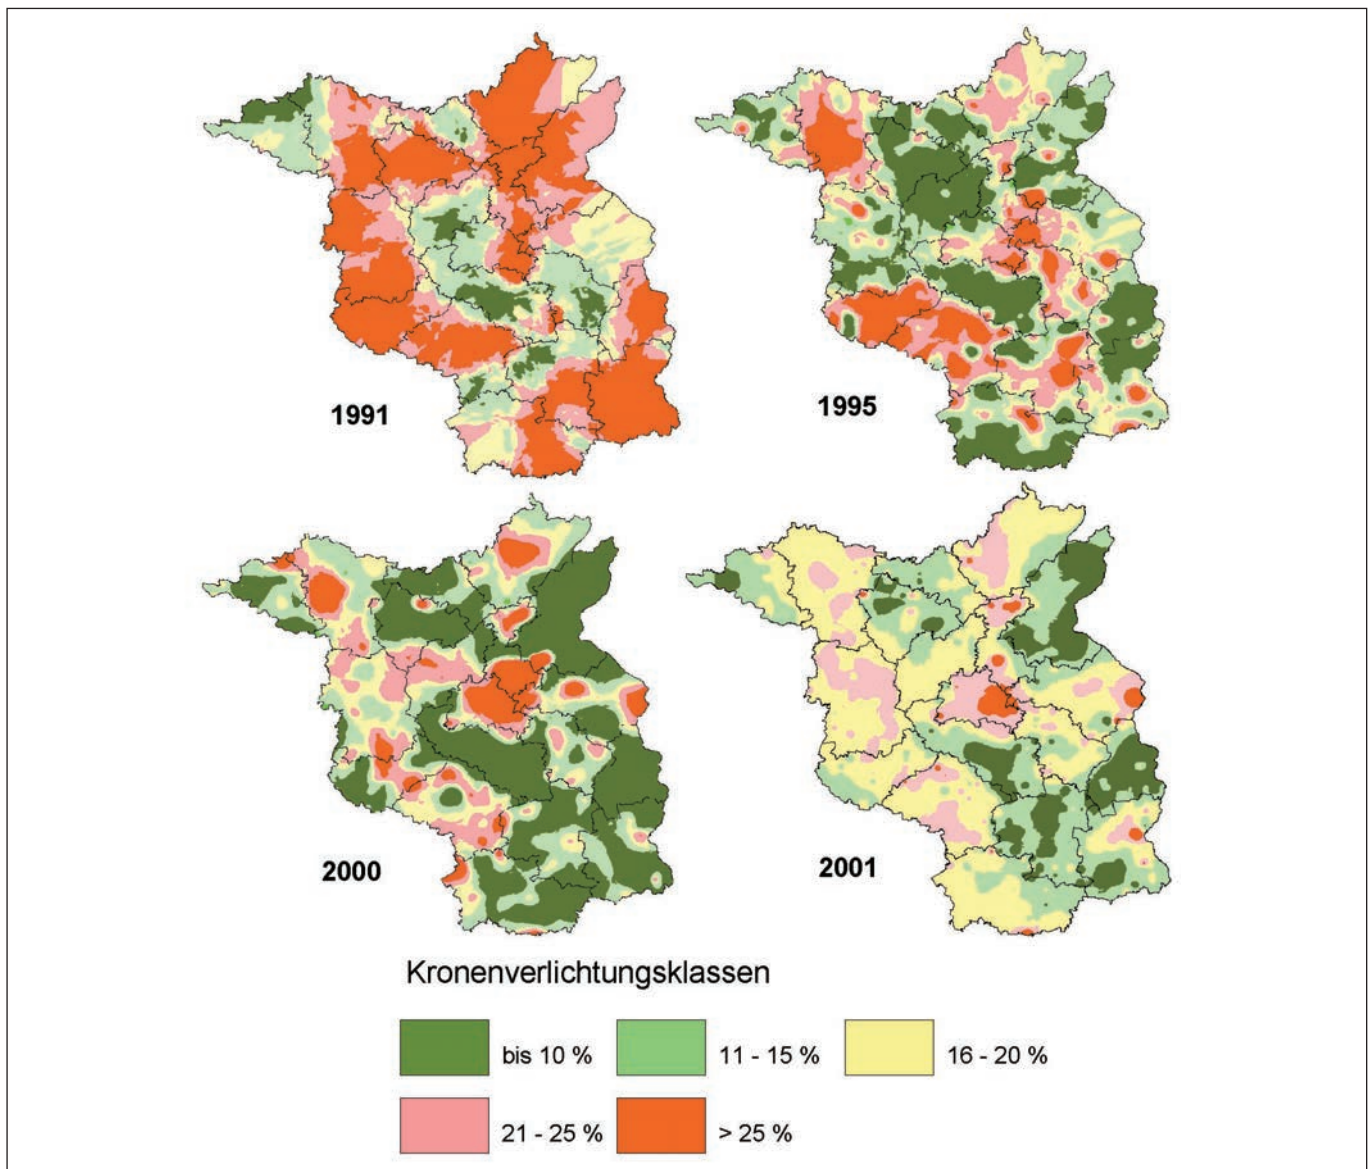 1991
1995
2000
2001
Kronenverlichtungsklassen
bis 10 %
11 - 15 %
16 - 20 %
21 - 25 %
> 25 %